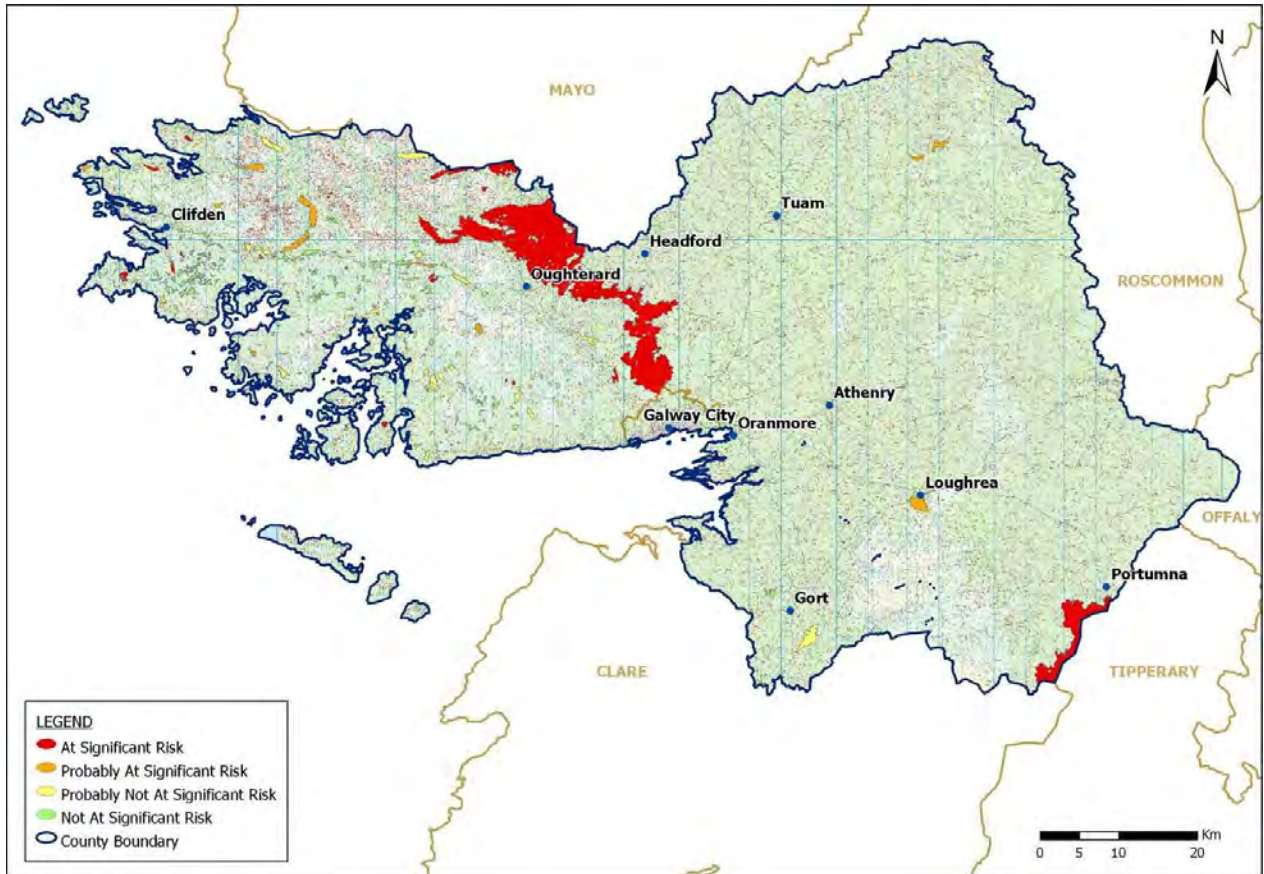 N
MAYO
Clifden
Tuam
Headford
Oughterard
ROSCOMMON
Athenry
Galway City
Oranmore
Loughrea
OFFALY
Portumna
Gort
CLARE
TIPPERARY
LEGEND
At Significant Risk
Probably At Significant Risk
Probably Not At Significant Risk
Not At Significant Risk
County Boundary
Km
0 5 10 20